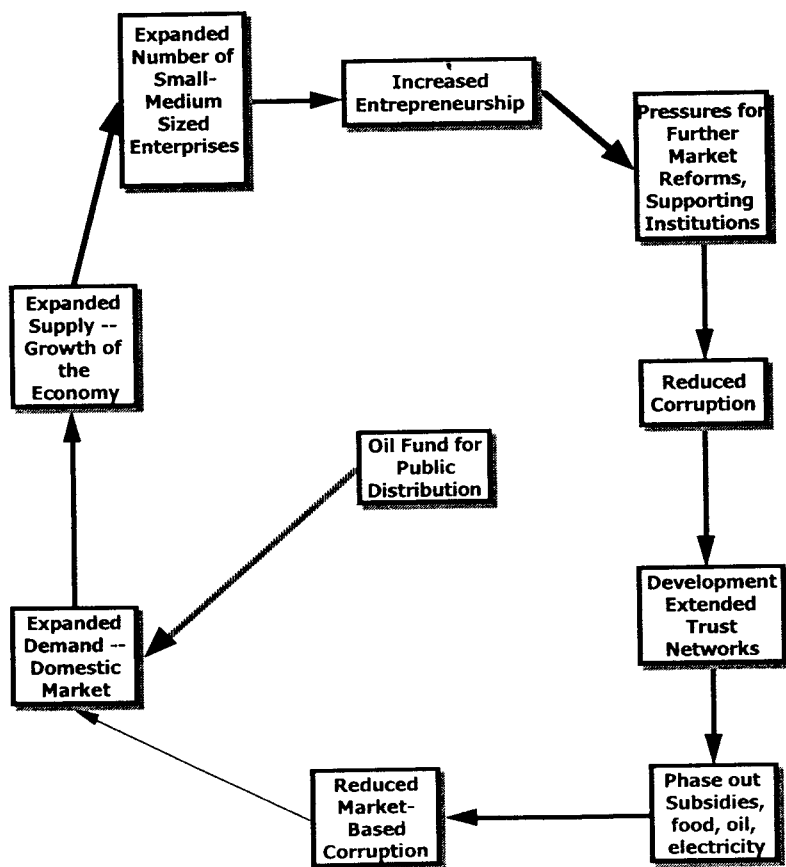 Expanded
Number of
Small-
Medium
Sized
Enterprises
Increased
Entrepreneurship
Pressures for
Further
Market
Reforms,
Supporting
Institutions
Reduced
Corruption
Development
Extended
Trust
Networks
Phase out
Subsidies,
food, oil,
electricity
Reduced
Market-
Based
Corruption
Expanded
Demand --
Domestic
Market
Expanded
Supply --
Growth of
the
Economy
Oil Fund for
Public
Distribution